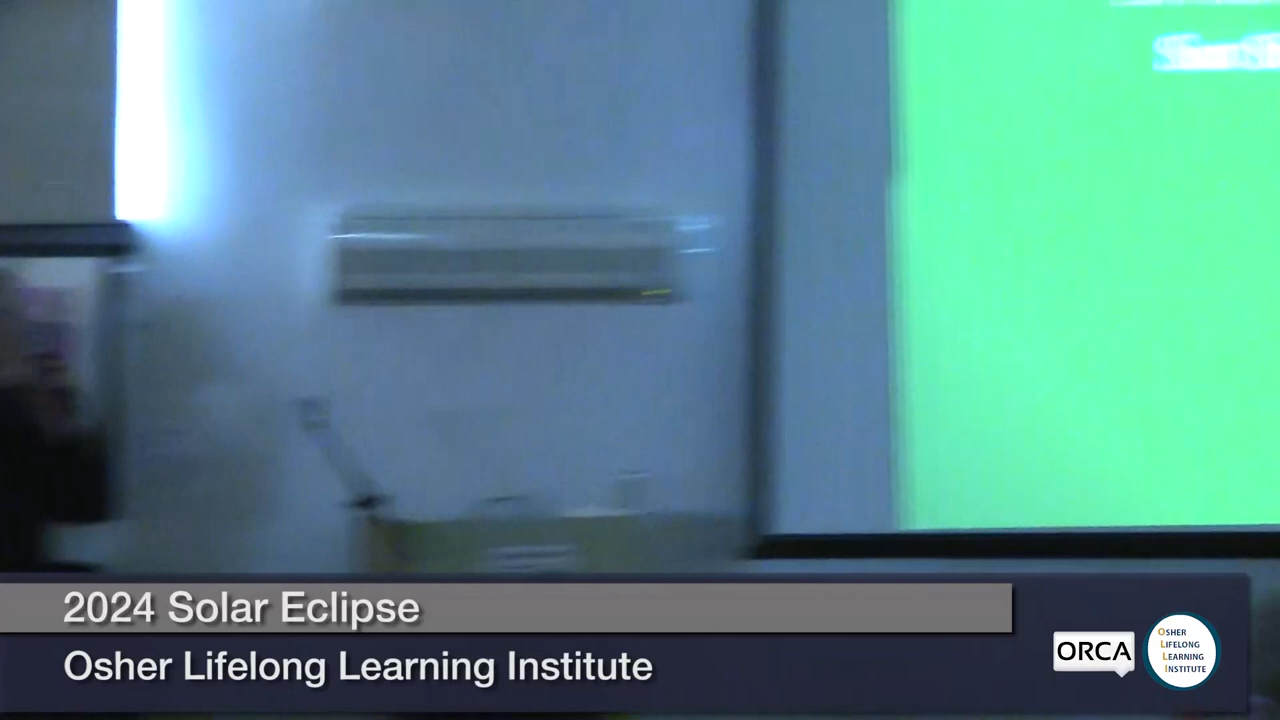 2024 Solar Eclipse
Osher Lifelong Learning Institute
ORCA
OSHER
LIFELONG
LEARNING
INSTITUTE